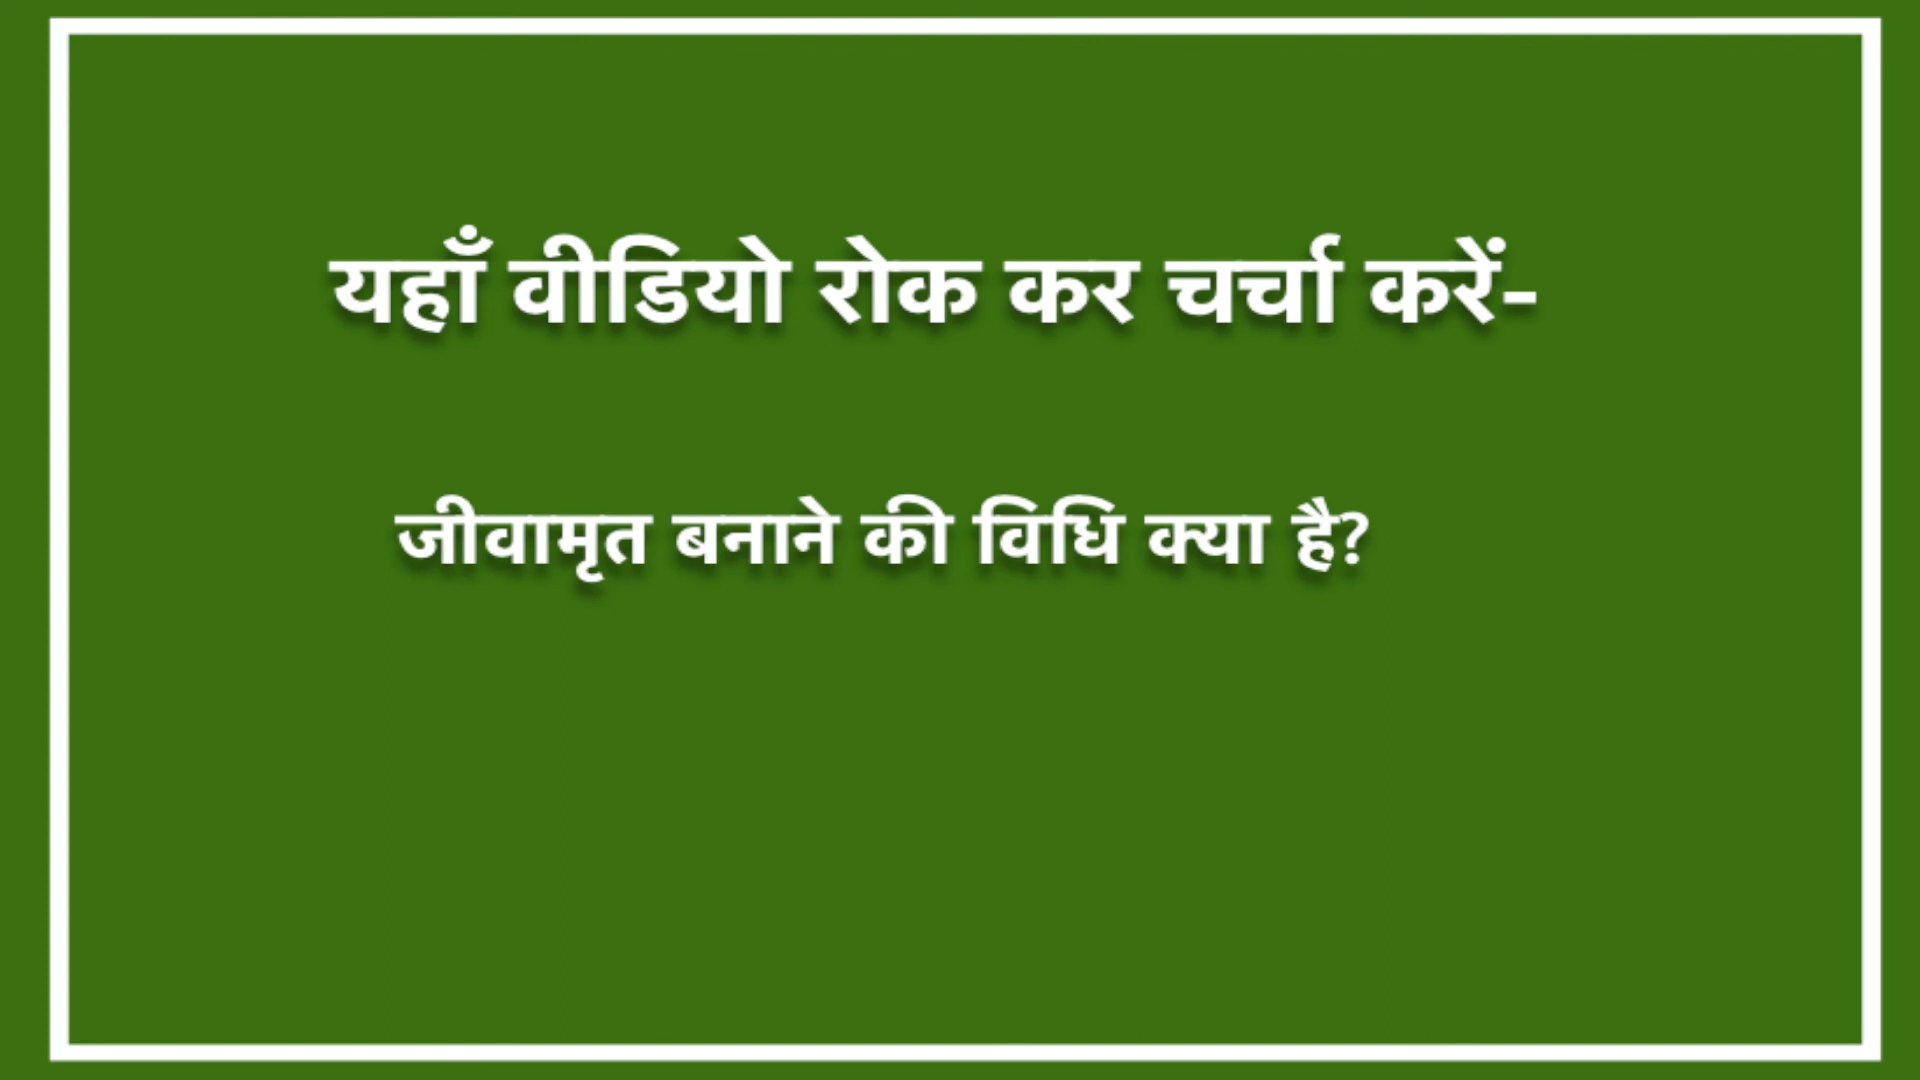 यहाँ वीडियो रोक कर चर्चा करें-
जीवामृत बनाने की विधि क्या है?